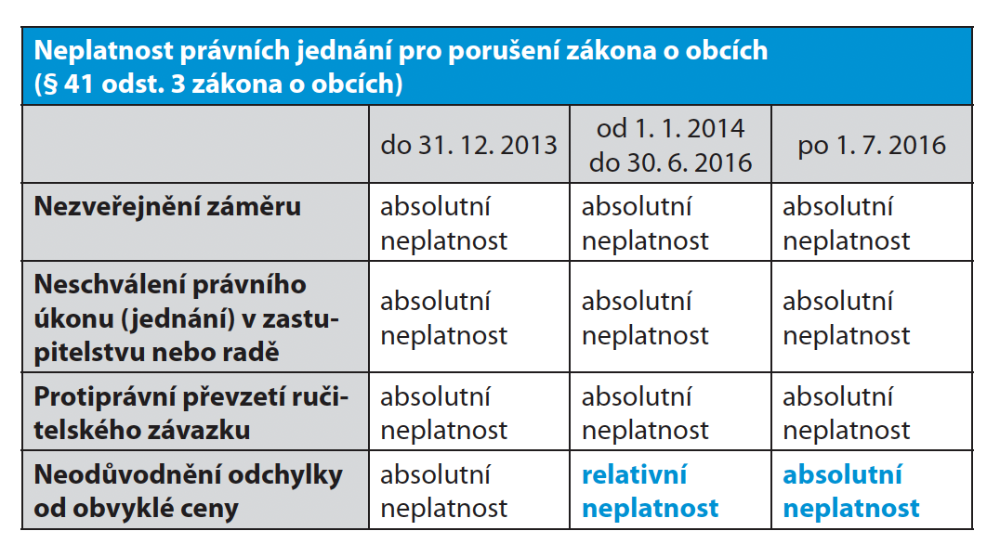 Neplatnost právních jednání pro porušení zákona o obcích
(§ 41 odst. 3 zákona o obcích)
do 31. 12. 2013
od 1. 1. 2014
do 30. 6. 2016
po 1. 7. 2016
Nezveřejnění záměru
absolutní
neplatnost
absolutní
neplatnost
absolutní
neplatnost
Neschválení právního
úkonu (jednání) v zastu-
pitelstvu nebo radě
absolutní
neplatnost
absolutní
neplatnost
absolutní
neplatnost
Protiprávní převzetí ruči-
telského závazku
absolutní
neplatnost
absolutní
neplatnost
absolutní
neplatnost
Neodůvodnění odchylky
od obvyklé ceny
absolutní
neplatnost
relativní
neplatnost
absolutní
neplatnost